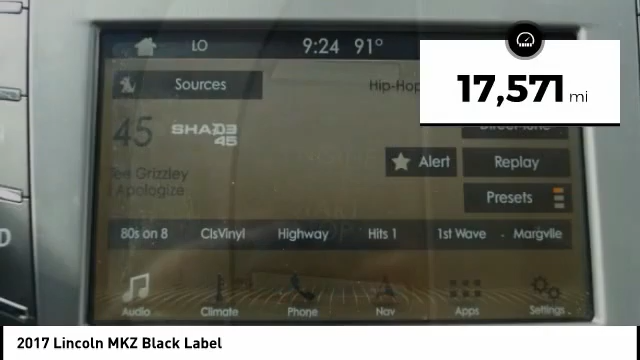 LO 9:24 91°
Sources
Hip-Hop
17,571 mi
45 SHADE 45
Direct Tune
Alert Replay
Tee Grizzley
I Apologize
Presets
80s on 8 ClsVinyl Highway Hits 1 1st Wave Margvlle
Audio Climate Phone Nav Apps Settings
2017 Lincoln MKZ Black Label